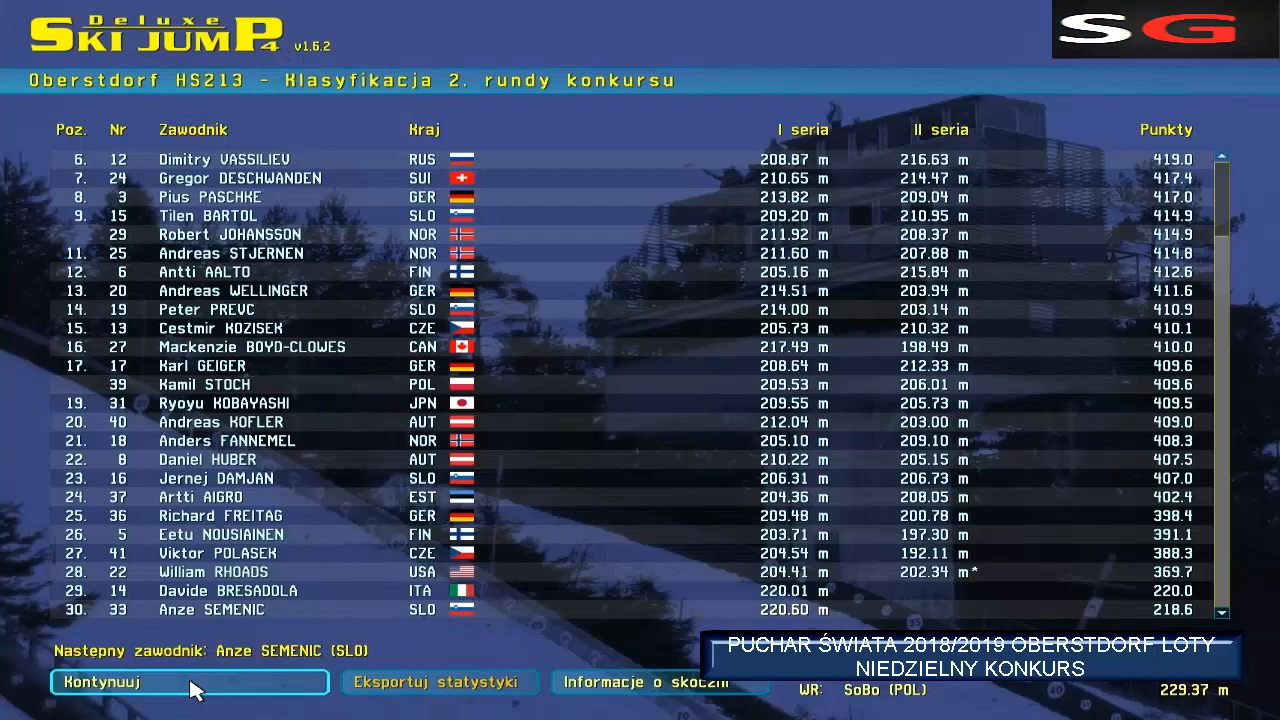 Deluxe
SKI JUMP 4 v1.6.2
SG
Oberstdorf HS213 - Klasyfikacja 2. rundy konkursu
Poz. Nr Zawodnik Kraj I seria II seria Punkty
6. 12 Dimitry VASSILIEV RUS 208.87 m 216.63 m 419.0
7. 24 Gregor DESCHWANDEN SUI 210.65 m 214.47 m 417.4
8. 3 Pius PASCHKE GER 213.82 m 209.04 m 417.0
9. 15 Tilen BARTOL SLO 209.20 m 210.95 m 414.9
29 Robert JOHANSSON NOR 211.92 m 208.37 m 414.9
11. 25 Andreas STJERNEN NOR 211.60 m 207.88 m 414.8
12. 6 Antti AALTO FIN 205.16 m 215.84 m 412.6
13. 20 Andreas WELLINGER GER 214.51 m 203.94 m 411.6
14. 19 Peter PREVC SLO 214.00 m 203.14 m 410.9
15. 13 Cestmir KOZISEK CZE 205.73 m 210.32 m 410.1
16. 27 Mackenzie BOYD-CLOWES CAN 217.49 m 198.49 m 410.0
17. 17 Karl GEIGER GER 208.64 m 212.33 m 409.6
39 Kamil STOCH POL 209.53 m 206.01 m 409.6
19. 31 Ryoyu KOBAYASHI JPN 209.55 m 205.73 m 409.5
20. 40 Andreas KOFLER AUT 212.04 m 203.00 m 409.0
21. 18 Anders FANNEMEL NOR 205.10 m 209.10 m 408.3
22. 8 Daniel HUBER AUT 210.22 m 205.15 m 407.5
23. 16 Jernej DAMJAN SLO 206.31 m 206.73 m 407.0
24. 37 Artti AIGRO EST 204.36 m 208.05 m 402.4
25. 36 Richard FREITAG GER 209.48 m 200.78 m 398.4
26. 5 Eetu NOUSIAINEN FIN 203.71 m 197.30 m 391.1
27. 41 Viktor POLASEK CZE 204.54 m 192.11 m 388.3
28. 22 William RHOADS USA 204.41 m 202.34 m* 369.7
29. 14 Davide BRESADOLA ITA 220.01 m 220.0
30. 33 Anze SEMENIC SLO 220.60 m 218.6
Następny zawodnik: Anze SEMENIC (SLO)
PUCHAR ŚWIATA 2018/2019 OBERSTDORF LOTY
NIEDZIELNY KONKURS
Kontynuuj Eksportuj statystyki Informacje o skoczni
WR: SoBo (POL) 229.37 m